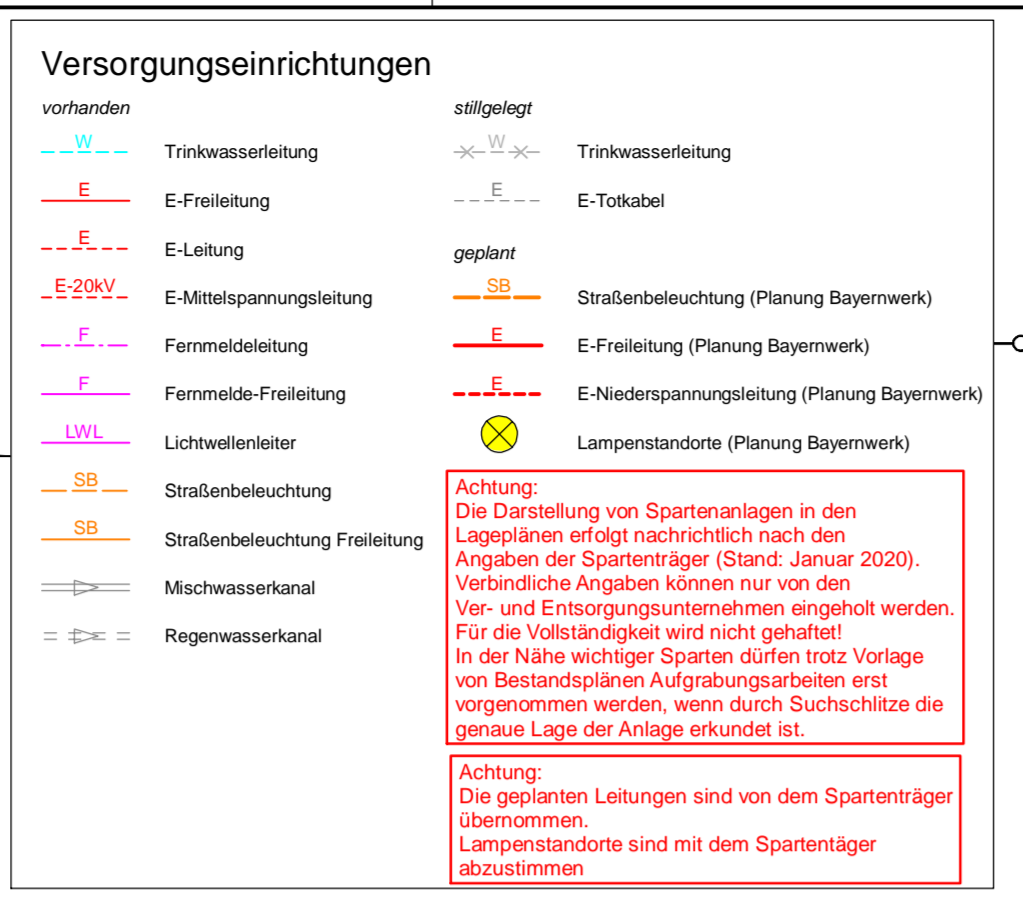 Versorgungseinrichtungen
vorhanden
W Trinkwasserleitung
E E-Freileitung
E E-Leitung
E-20kV E-Mittelspannungsleitung
F Fernmeldeleitung
F Fernmelde-Freileitung
LWL Lichtwellenleiter
SB Straßenbeleuchtung
SB Straßenbeleuchtung Freileitung
Mischwasserkanal
Regenwasserkanal
stillgelegt
W Trinkwasserleitung
E E-Totkabel
geplant
SB Straßenbeleuchtung (Planung Bayernwerk)
E E-Freileitung (Planung Bayernwerk)
E E-Niederspannungsleitung (Planung Bayernwerk)
Lampenstandorte (Planung Bayernwerk)
Achtung:
Die Darstellung von Spartenanlagen in den
Lageplänen erfolgt nachrichtlich nach den
Angaben der Spartenträger (Stand: Januar 2020).
Verbindliche Angaben können nur von den
Ver- und Entsorgungsunternehmen eingeholt werden.
Für die Vollständigkeit wird nicht gehaftet!
In der Nähe wichtiger Sparten dürfen trotz Vorlage
von Bestandsplänen Aufgrabungsarbeiten erst
vorgenommen werden, wenn durch Suchschlitze die
genaue Lage der Anlage erkundet ist.
Achtung:
Die geplanten Leitungen sind von dem Spartenträger
übernommen.
Lampenstandorte sind mit dem Spartentäger
abzustimmen